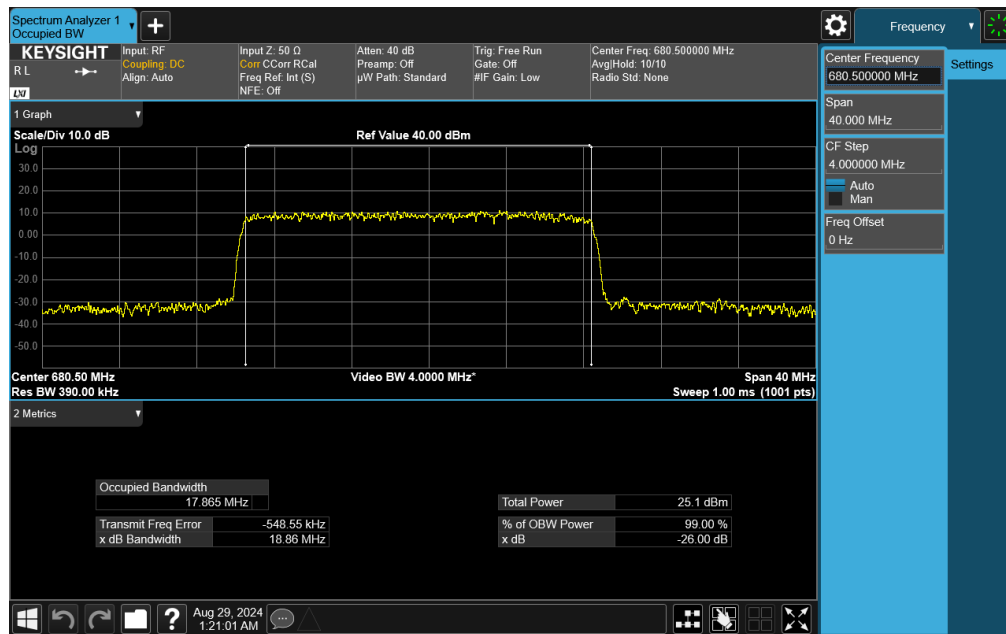 Spectrum Analyzer 1
Occupied BW
Frequency
KEYSIGHT
R L
LXI
Input: RF
Coupling: DC
Align: Auto
Input Z: 50 Ω
Corr CCorr RCal
Freq Ref: Int (S)
NFE: Off
Atten: 40 dB
Preamp: Off
µW Path: Standard
Trig: Free Run
Gate: Off
#IF Gain: Low
Center Freq: 680.500000 MHz
Avg|Hold: 10/10
Radio Std: None
Center Frequency
680.500000 MHz
Settings
Span
40.000 MHz
CF Step
4.000000 MHz
Auto
Man
Freq Offset
0 Hz
1 Graph
Scale/Div 10.0 dB
Ref Value 40.00 dBm
Log
30.0
20.0
10.0
0.00
-10.0
-20.0
-30.0
-40.0
-50.0
Center 680.50 MHz
Video BW 4.0000 MHz*
Span 40 MHz
Res BW 390.00 kHz
Sweep 1.00 ms (1001 pts)
2 Metrics
Occupied Bandwidth
17.865 MHz
Total Power 25.1 dBm
Transmit Freq Error -548.55 kHz
% of OBW Power 99.00 %
x dB Bandwidth 18.86 MHz
x dB -26.00 dB
?
Aug 29, 2024
1:21:01 AM